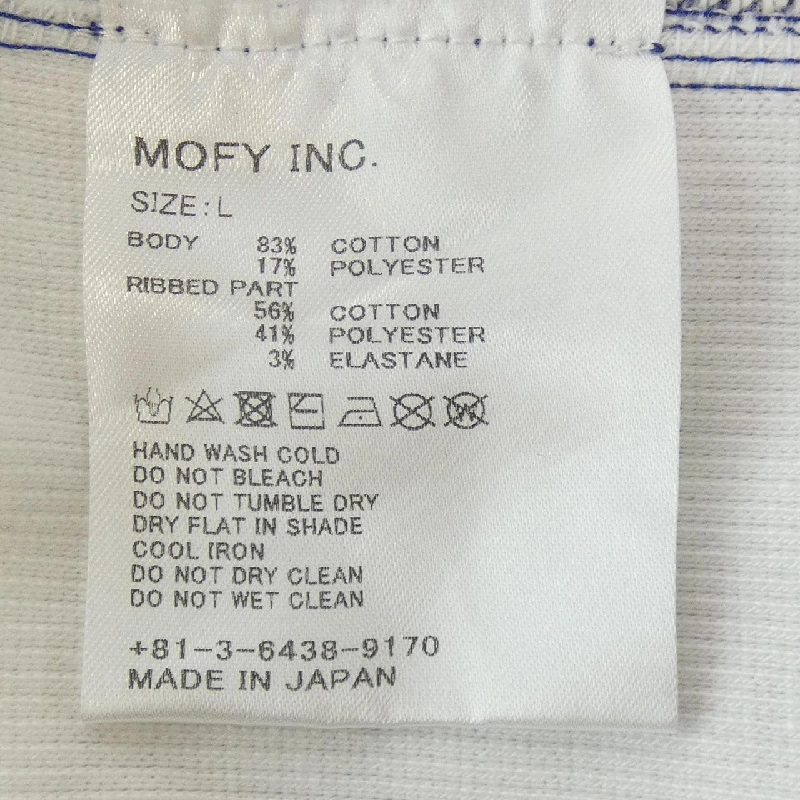 MOFY INC.
SIZE: L
BODY 83% COTTON
17% POLYESTER
RIBBED PART
56% COTTON
41% POLYESTER
3% ELASTANE
HAND WASH COLD
DO NOT BLEACH
DO NOT TUMBLE DRY
DRY FLAT IN SHADE
COOL IRON
DO NOT DRY CLEAN
DO NOT WET CLEAN
+81-3-6438-9170
MADE IN JAPAN